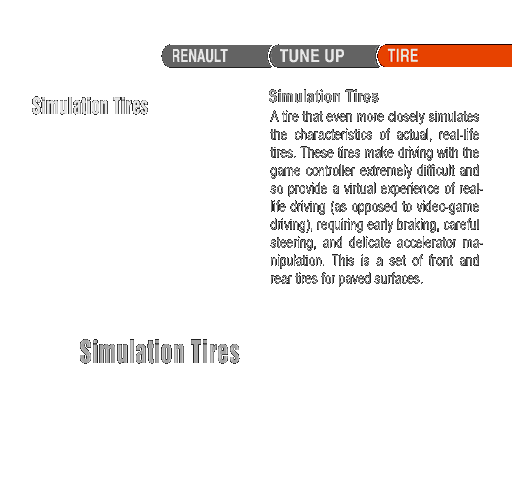 RENAULT TUNE UP TIRE
Simulation Tires
Simulation Tires
A tire that even more closely simulates
the characteristics of actual, real-life
tires. These tires make driving with the
game controller extremely difficult and
so provide a virtual experience of real-
life driving (as opposed to video-game
driving), requiring early braking, careful
steering, and delicate accelerator ma-
nipulation. This is a set of front and
rear tires for paved surfaces.
Simulation Tires